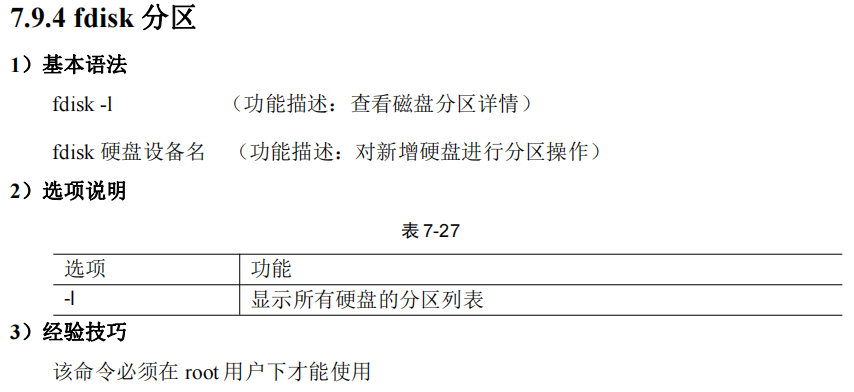 7.9.4 fdisk 分区
1）基本语法
fdisk -l （功能描述：查看磁盘分区详情）
fdisk 硬盘设备名 （功能描述：对新增硬盘进行分区操作）
2）选项说明
表 7-27
选项 功能
-l 显示所有硬盘的分区列表
3）经验技巧
该命令必须在 root 用户下才能使用